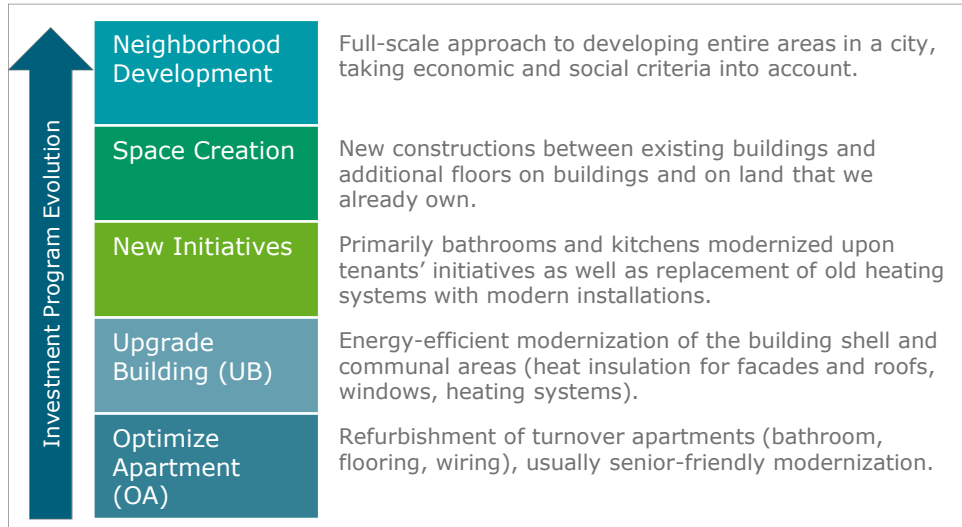 Investment Program Evolution
Neighborhood
Development
Full-scale approach to developing entire areas in a city,
taking economic and social criteria into account.
Space Creation
New constructions between existing buildings and
additional floors on buildings and on land that we
already own.
New Initiatives
Primarily bathrooms and kitchens modernized upon
tenants’ initiatives as well as replacement of old heating
systems with modern installations.
Upgrade
Building (UB)
Energy-efficient modernization of the building shell and
communal areas (heat insulation for facades and roofs,
windows, heating systems).
Optimize
Apartment
(OA)
Refurbishment of turnover apartments (bathroom,
flooring, wiring), usually senior-friendly modernization.